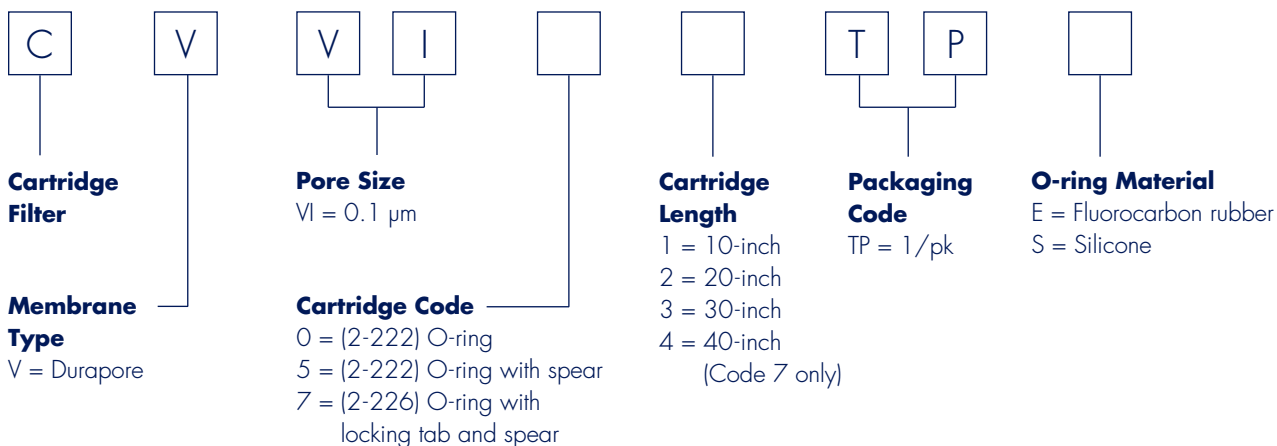 C V V I T P
Cartridge
Filter
Pore Size
VI = 0.1 µm
Cartridge
Length
1 = 10-inch
2 = 20-inch
3 = 30-inch
4 = 40-inch
(Code 7 only)
Packaging
Code
TP = 1/pk
O-ring Material
E = Fluorocarbon rubber
S = Silicone
Membrane
Type
V = Durapore
Cartridge Code
0 = (2-222) O-ring
5 = (2-222) O-ring with spear
7 = (2-226) O-ring with
locking tab and spear